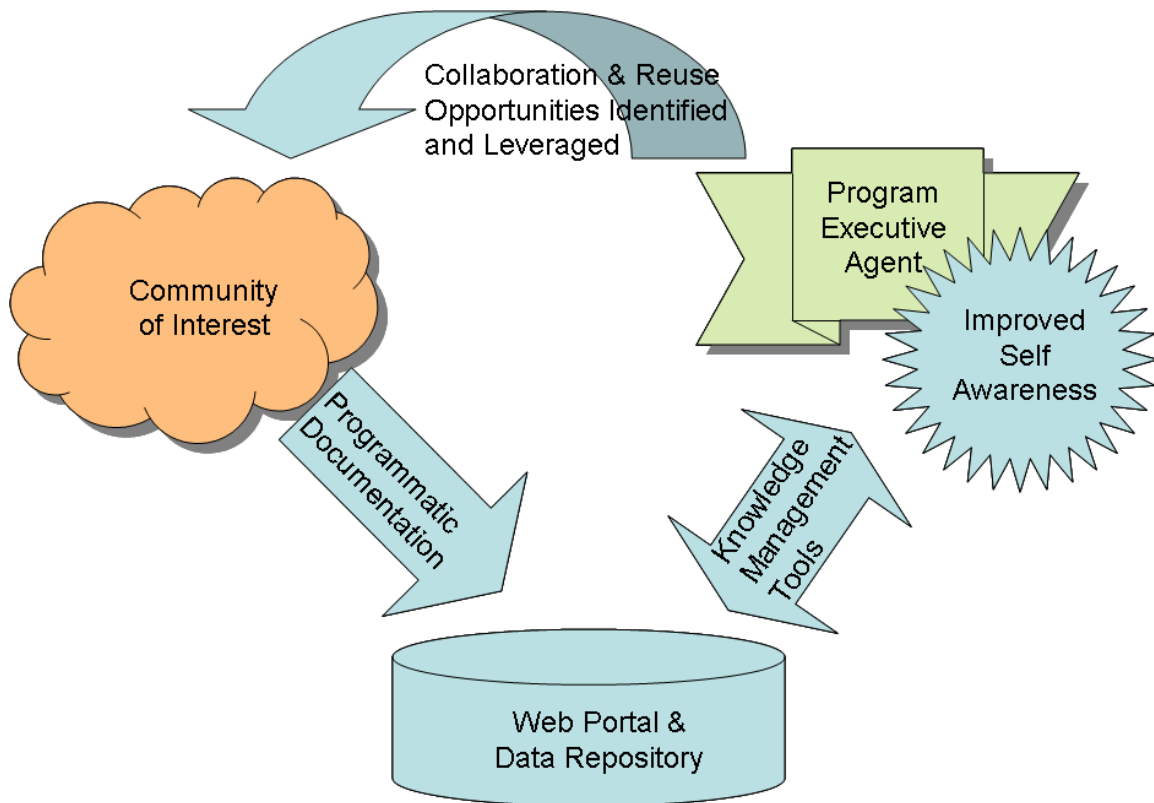 Collaboration & Reuse
Opportunities Identified
and Leveraged
Program
Executive
Agent
Community
of Interest
Improved
Self
Awareness
Programmatic
Documentation
Knowledge
Management
Tools
Web Portal &
Data Repository